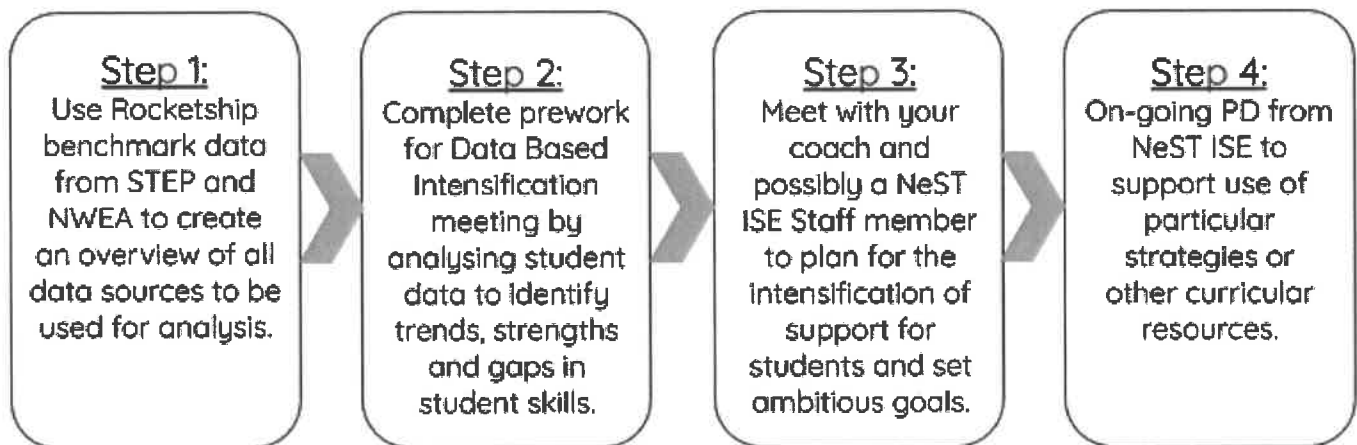 Step 1:
Use Rocketship
benchmark data
from STEP and
NWEA to create
an overview of all
data sources to be
used for analysis.
Step 2:
Complete prework
for Data Based
Intensification
meeting by
analysing student
data to identify
trends, strengths
and gaps in
student skills.
Step 3:
Meet with your
coach and
possibly a NeST
ISE Staff member
to plan for the
intensification of
support for
students and set
ambitious goals.
Step 4:
On-going PD from
NeST ISE to
support use of
particular
strategies or
other curricular
resources.